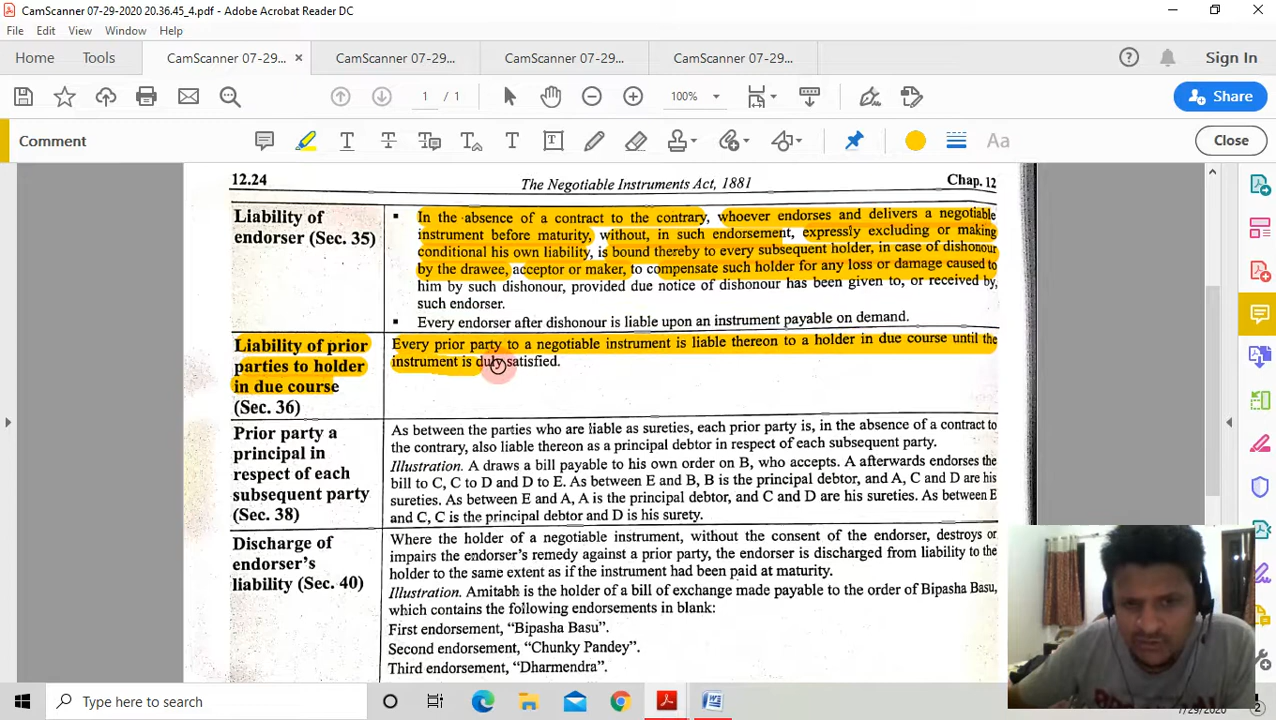 CamScanner 07-29-2020 20.36.45_4.pdf - Adobe Acrobat Reader DC
File Edit View Window Help
Home Tools CamScanner 07-29... × CamScanner 07-29... CamScanner 07-29... CamScanner 07-29... Sign In
1 / 1 100% Share
Comment Aa Close
12.24 The Negotiable Instruments Act, 1881 Chap. 12
Liability of
endorser (Sec. 35)
▪ In the absence of a contract to the contrary, whoever endorses and delivers a negotiable
instrument before maturity, without, in such endorsement, expressly excluding or making
conditional his own liability, is bound thereby to every subsequent holder, in case of dishonour
by the drawee, acceptor or maker, to compensate such holder for any loss or damage caused to
him by such dishonour, provided due notice of dishonour has been given to, or received by,
such endorser.
▪ Every endorser after dishonour is liable upon an instrument payable on demand.
Liability of prior
parties to holder
in due course
(Sec. 36)
Every prior party to a negotiable instrument is liable thereon to a holder in due course until the
instrument is duly satisfied.
Prior party a
principal in
respect of each
subsequent party
(Sec. 38)
As between the parties who are liable as sureties, each prior party is, in the absence of a contract to
the contrary, also liable thereon as a principal debtor in respect of each subsequent party.
Illustration. A draws a bill payable to his own order on B, who accepts. A afterwards endorses the
bill to C, C to D and D to E. As between E and B, B is the principal debtor, and A, C and D are his
sureties. As between E and A, A is the principal debtor, and C and D are his sureties. As between E
and C, C is the principal debtor and D is his surety.
Discharge of
endorser's
liability (Sec. 40)
Where the holder of a negotiable instrument, without the consent of the endorser, destroys or
impairs the endorser's remedy against a prior party, the endorser is discharged from liability to the
holder to the same extent as if the instrument had been paid at maturity.
Illustration. Amitabh is the holder of a bill of exchange made payable to the order of Bipasha Basu,
which contains the following endorsements in blank:
First endorsement, "Bipasha Basu".
Second endorsement, "Chunky Pandey".
Third endorsement, "Dharmendra".
Type here to search
7/29/2020 2